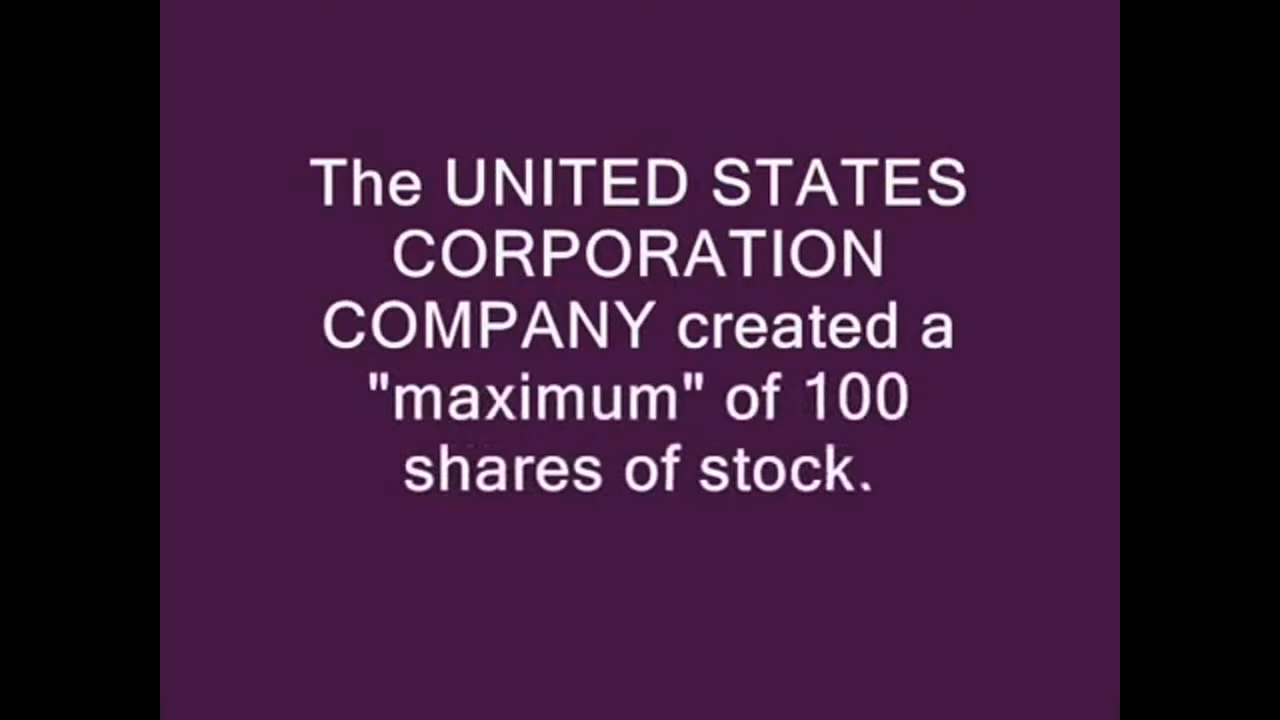 The UNITED STATES
CORPORATION
COMPANY created a
"maximum" of 100
shares of stock.